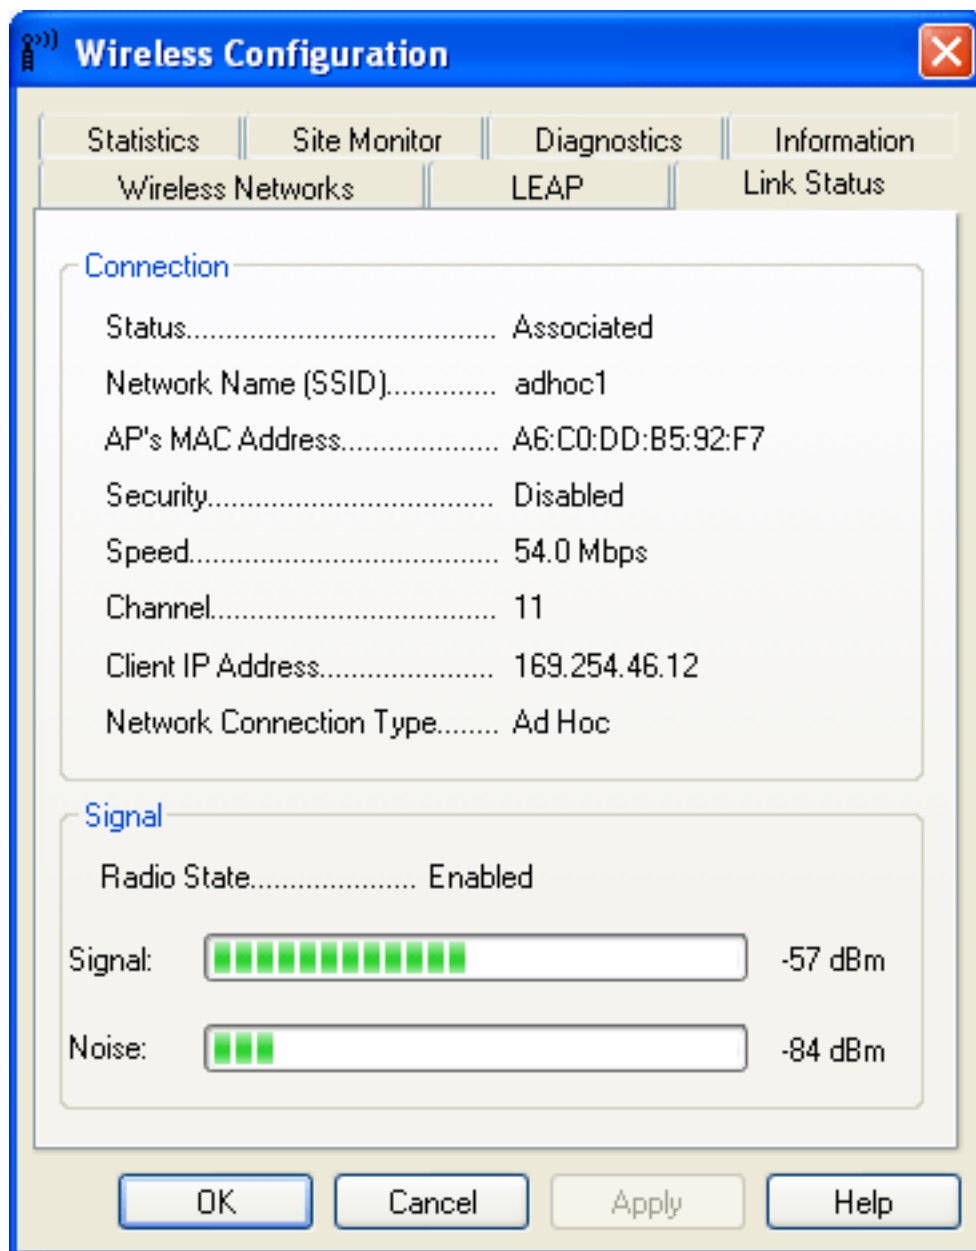 Wireless Configuration
Statistics Site Monitor Diagnostics Information
Wireless Networks LEAP Link Status
Connection
Status.................................... Associated
Network Name (SSID)............. adhoc1
AP's MAC Address.................. A6:C0:DD:B5:92:F7
Security................................. Disabled
Speed.................................... 54.0 Mbps
Channel................................. 11
Client IP Address.................... 169.254.46.12
Network Connection Type....... Ad Hoc
Signal
Radio State.................... Enabled
Signal: -57 dBm
Noise: -84 dBm
OK Cancel Apply Help